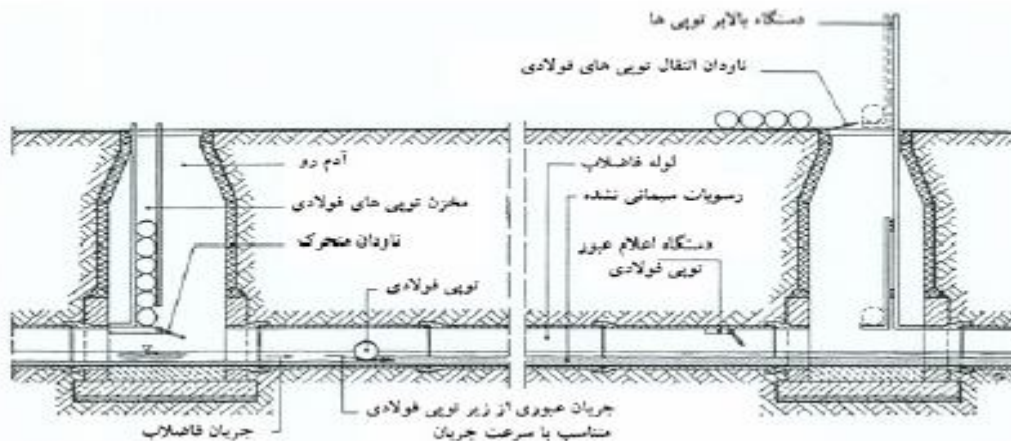 دستگاه بالابر توپی ها
ناودان انتقال توپی های فولادی
آدم رو
لوله فاضلاب
مخزن توپی های فولادی
رسوبات سیمانی نشده
ناودان متحرک
دستگاه اعلام عبور
توپی فولادی
توپی فولادی
جریان عبوری از زیر توپی فولادی
متناسب با سرعت جریان
جریان فاضلاب